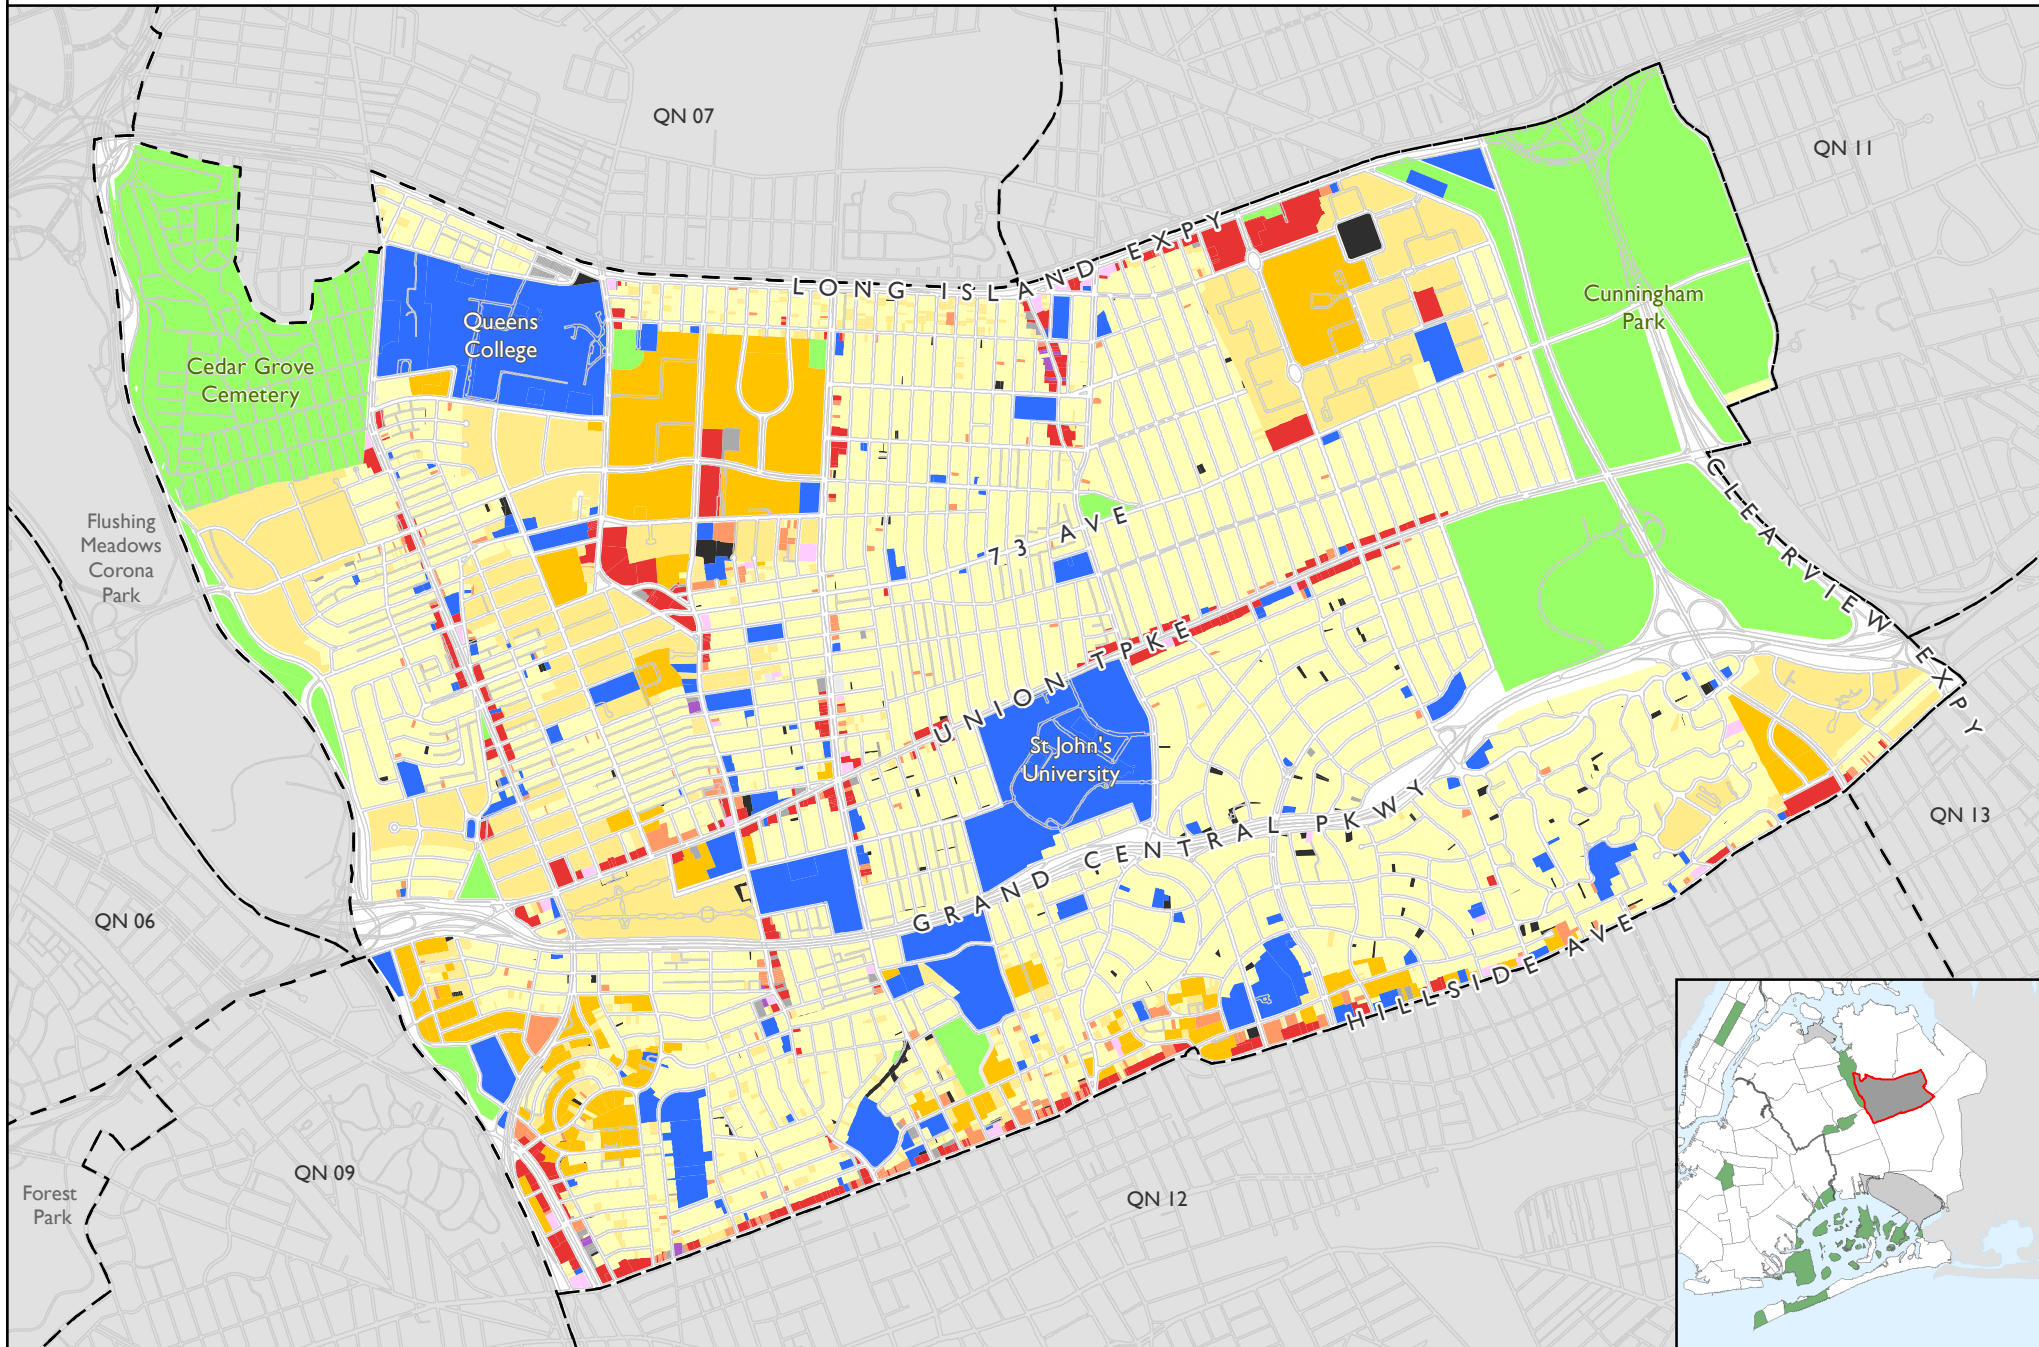 QN 07
QN 11
LONG ISLAND EXPY
Cunningham
Park
Queens
College
Cedar Grove
Cemetery
CLEARVIEW EXPY
Flushing
Meadows
Corona
Park
73 AVE
UNION TPKE
St John's
University
GRAND CENTRAL PKWY
QN 13
QN 06
HILLSIDE AVE
QN 09
QN 12
Forest
Park